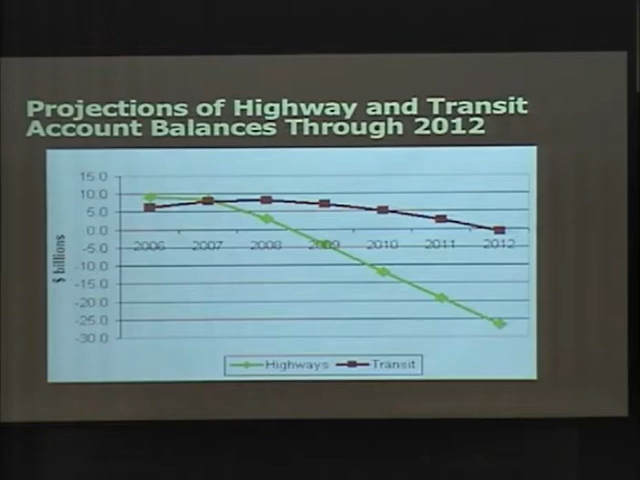 Projections of Highway and Transit
Account Balances Through 2012
15.0
10.0
5.0
0.0
-5.0
-10.0
-15.0
-20.0
-25.0
-30.0
$ billions
2006 2007 2008 2009 2010 2011 2012
Highways Transit